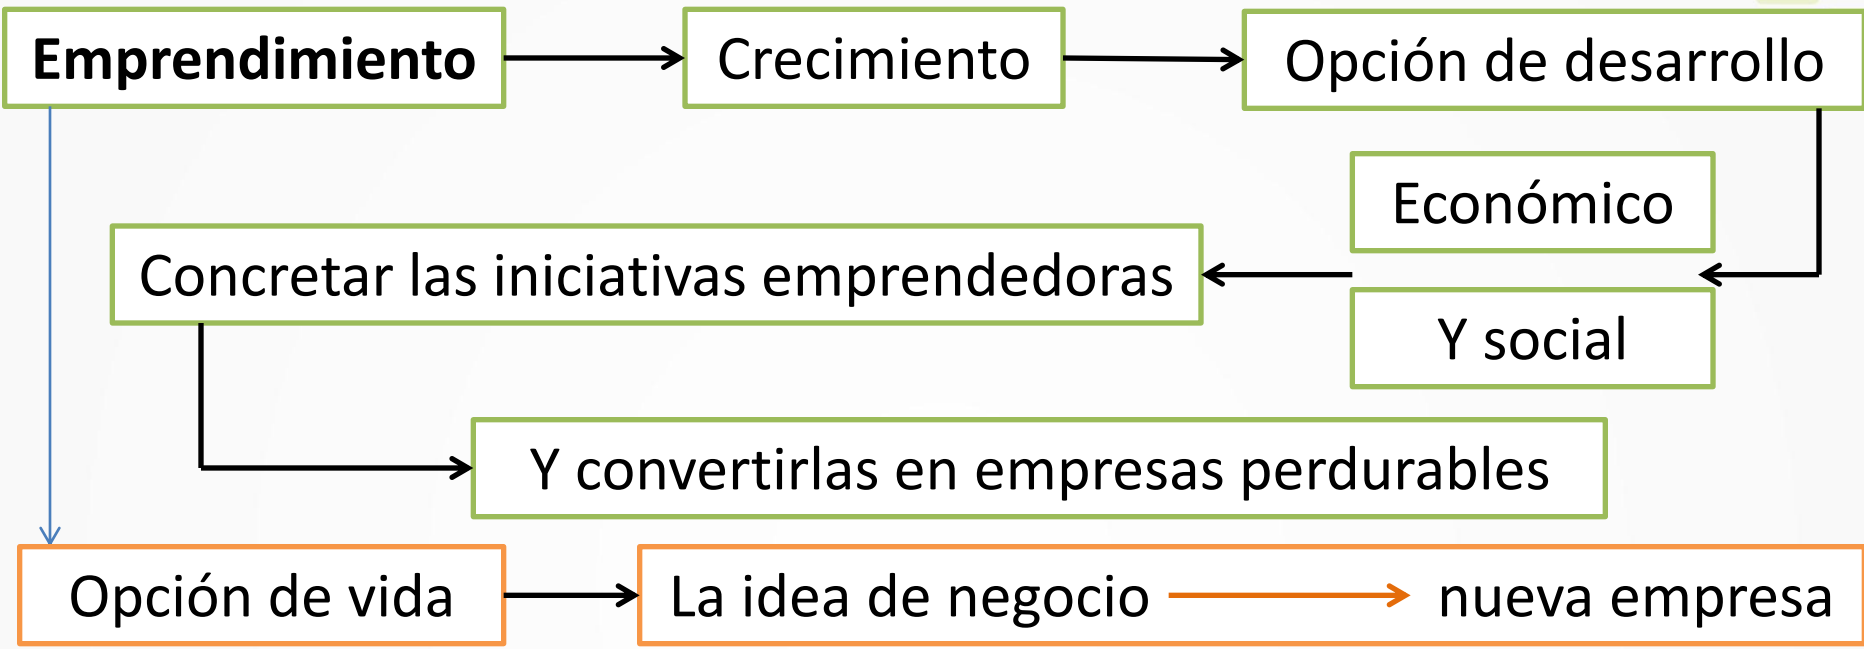 Emprendimiento
Crecimiento
Opción de desarrollo
Económico
Y social
Concretar las iniciativas emprendedoras
Y convertirlas en empresas perdurables
Opción de vida
La idea de negocio
nueva empresa